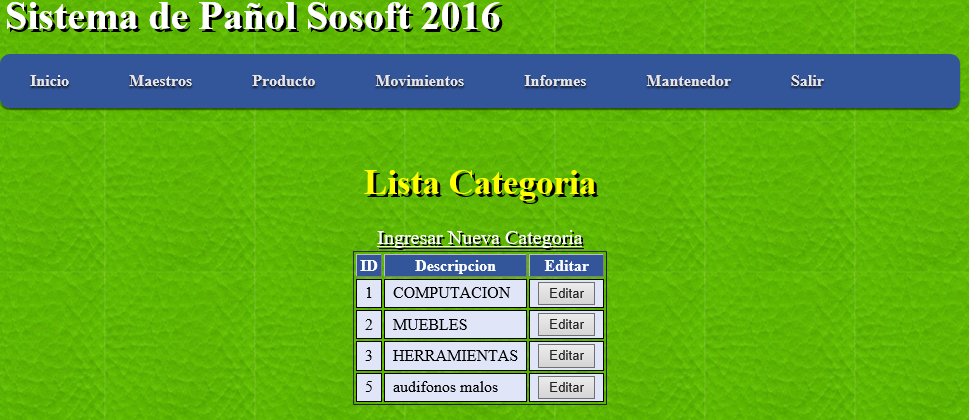 Sistema de Pañol Sosoft 2016
Inicio Maestros Producto Movimientos Informes Mantenedor Salir
Lista Categoria
Ingresar Nueva Categoria
ID Descripcion Editar
1 COMPUTACION Editar
2 MUEBLES Editar
3 HERRAMIENTAS Editar
5 audifonos malos Editar